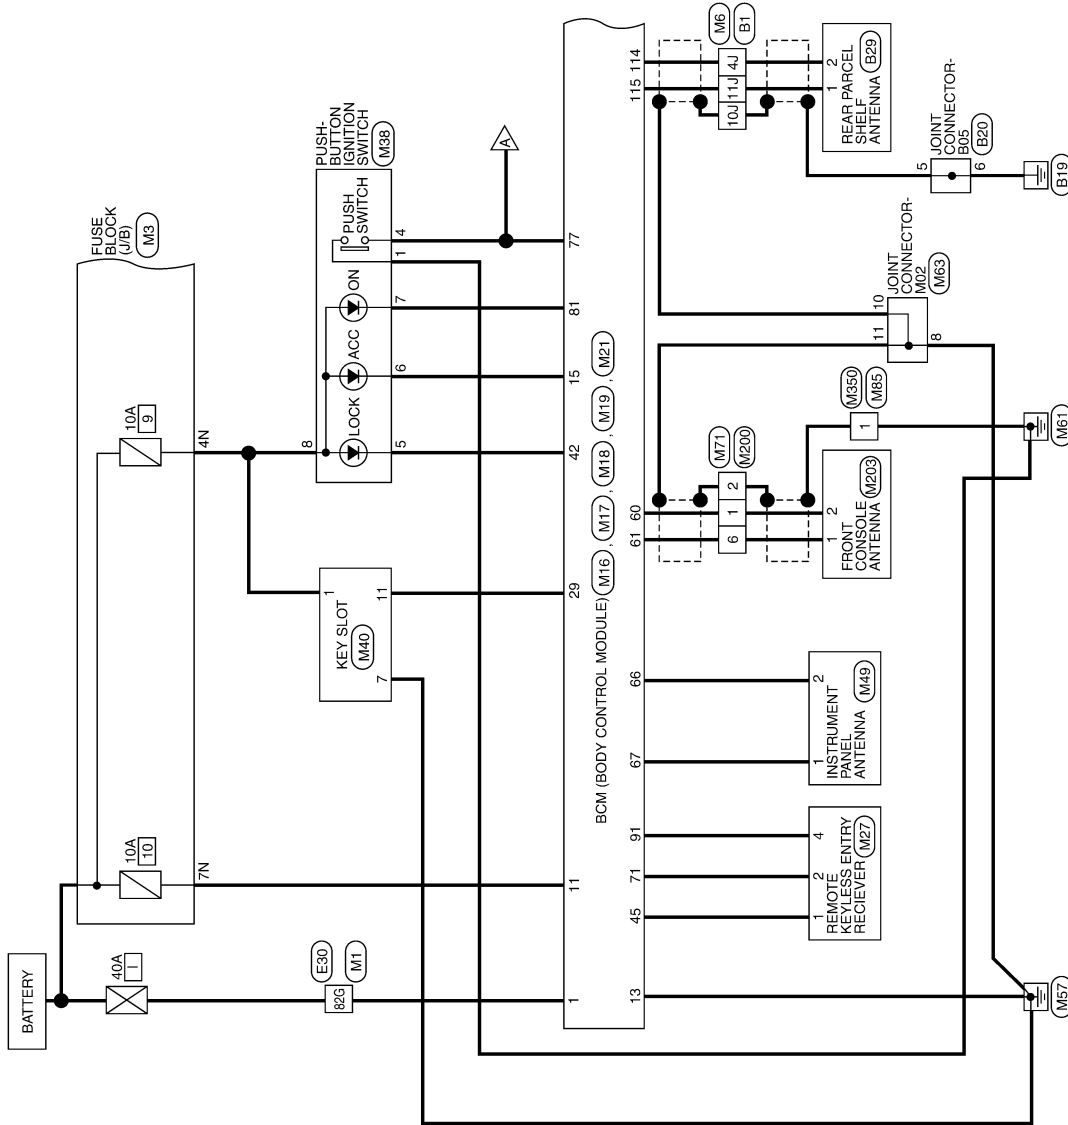 BATTERY
40A
I
E30
82G
M1
FUSE
BLOCK
(J/B)
M3
10A
10
7N
10A
9
4N
PUSH-
BUTTON
IGNITION
SWITCH
M38
8
LOCK
ACC
ON
PUSH
SWITCH
5
6
7
1
4
A
KEY SLOT
M40
1
11
7
1
11
29
42
15
81
77
BCM (BODY CONTROL MODULE) M16 , M17 , M18 , M19 , M21
13
45
71
91
67
66
61
60
115
114
REMOTE
KEYLESS ENTRY
RECIEVER
M27
1
2
4
INSTRUMENT
PANEL
ANTENNA
M49
1
2
M71
M200
6
1
2
FRONT
CONSOLE
ANTENNA
M203
1
2
M350
M85
1
M6
B1
4J
11J
10J
REAR PARCEL
SHELF
ANTENNA
B29
1
2
JOINT
CONNECTOR-
M02
M63
11
10
8
JOINT
CONNECTOR-
B05
B20
5
6
M57
M61
B19